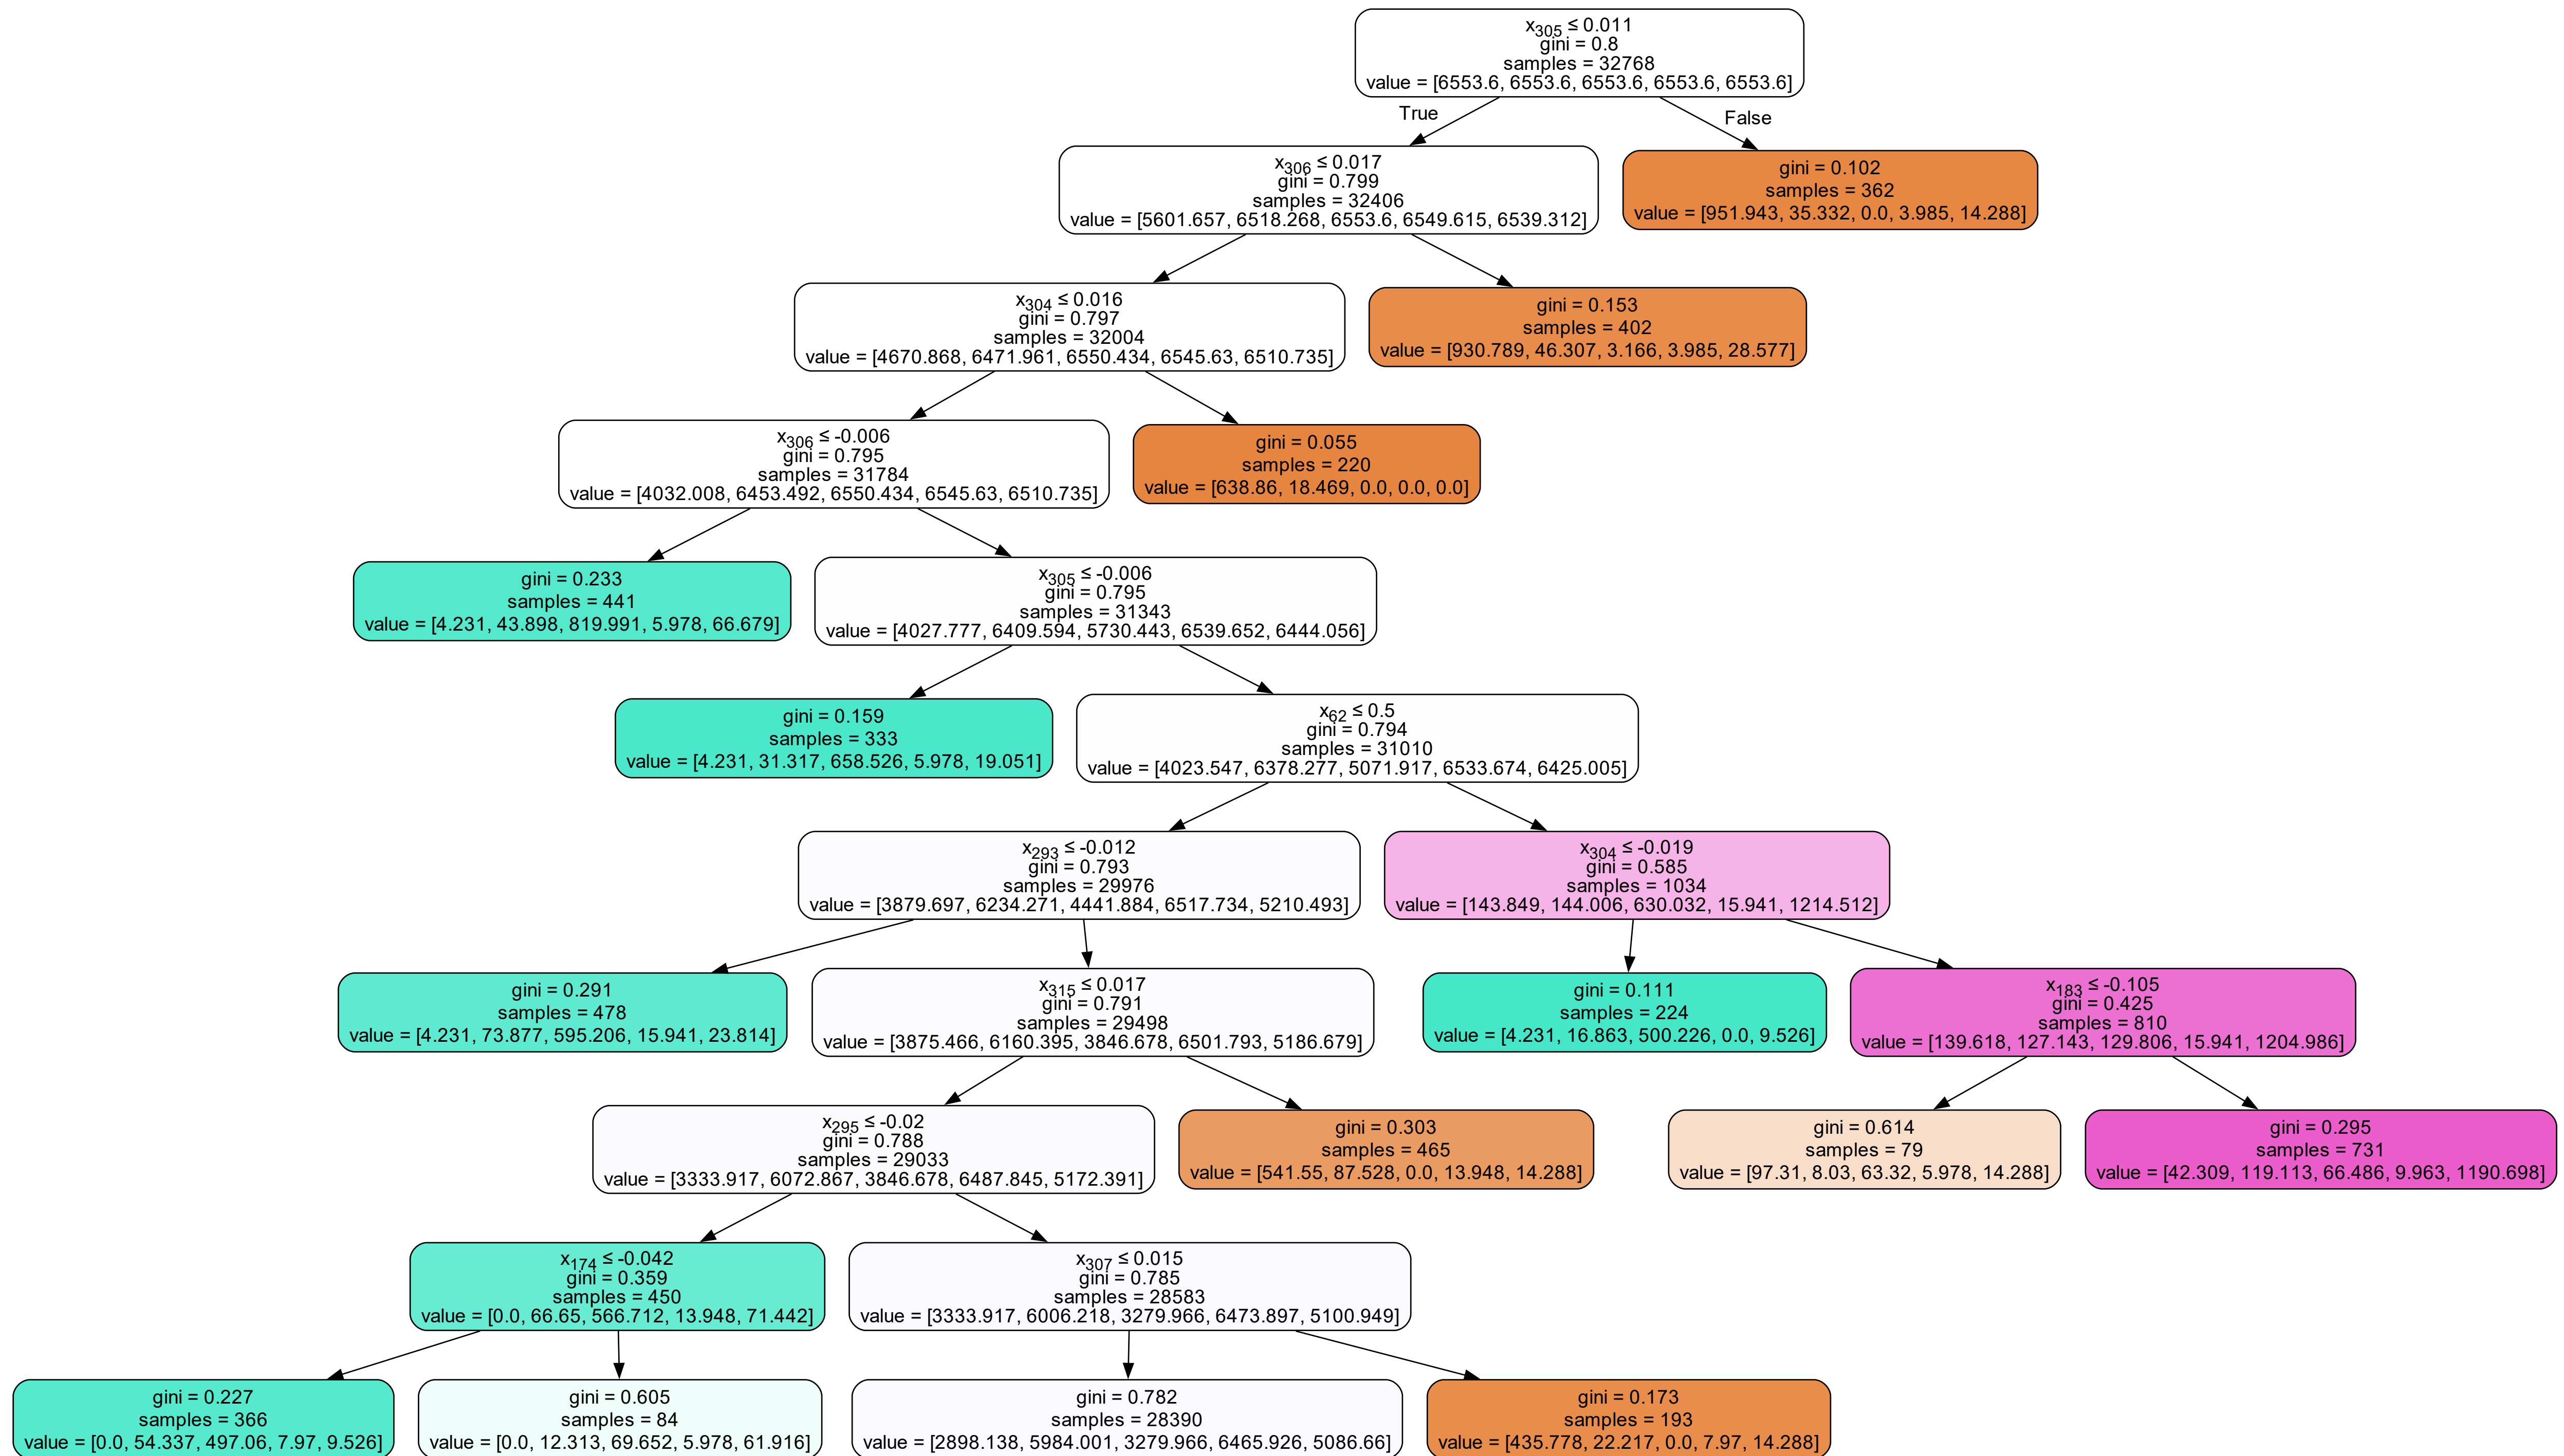 x305 ≤ 0.011
gini = 0.8
samples = 32768
value = [6553.6, 6553.6, 6553.6, 6553.6, 6553.6]
True
False
x306 ≤ 0.017
gini = 0.799
samples = 32406
value = [5601.657, 6518.268, 6553.6, 6549.615, 6539.312]
gini = 0.102
samples = 362
value = [951.943, 35.332, 0.0, 3.985, 14.288]
x304 ≤ 0.016
gini = 0.797
samples = 32004
value = [4670.868, 6471.961, 6550.434, 6545.63, 6510.735]
gini = 0.153
samples = 402
value = [930.789, 46.307, 3.166, 3.985, 28.577]
x306 ≤ -0.006
gini = 0.795
samples = 31784
value = [4032.008, 6453.492, 6550.434, 6545.63, 6510.735]
gini = 0.055
samples = 220
value = [638.86, 18.469, 0.0, 0.0, 0.0]
gini = 0.233
samples = 441
value = [4.231, 43.898, 819.991, 5.978, 66.679]
x305 ≤ -0.006
gini = 0.795
samples = 31343
value = [4027.777, 6409.594, 5730.443, 6539.652, 6444.056]
gini = 0.159
samples = 333
value = [4.231, 31.317, 658.526, 5.978, 19.051]
x62 ≤ 0.5
gini = 0.794
samples = 31010
value = [4023.547, 6378.277, 5071.917, 6533.674, 6425.005]
x293 ≤ -0.012
gini = 0.793
samples = 29976
value = [3879.697, 6234.271, 4441.884, 6517.734, 5210.493]
x304 ≤ -0.019
gini = 0.585
samples = 1034
value = [143.849, 144.006, 630.032, 15.941, 1214.512]
gini = 0.291
samples = 478
value = [4.231, 73.877, 595.206, 15.941, 23.814]
x315 ≤ 0.017
gini = 0.791
samples = 29498
value = [3875.466, 6160.395, 3846.678, 6501.793, 5186.679]
gini = 0.111
samples = 224
value = [4.231, 16.863, 500.226, 0.0, 9.526]
x183 ≤ -0.105
gini = 0.425
samples = 810
value = [139.618, 127.143, 129.806, 15.941, 1204.986]
x295 ≤ -0.02
gini = 0.788
samples = 29033
value = [3333.917, 6072.867, 3846.678, 6487.845, 5172.391]
gini = 0.303
samples = 465
value = [541.55, 87.528, 0.0, 13.948, 14.288]
gini = 0.614
samples = 79
value = [97.31, 8.03, 63.32, 5.978, 14.288]
gini = 0.295
samples = 731
value = [42.309, 119.113, 66.486, 9.963, 1190.698]
x174 ≤ -0.042
gini = 0.359
samples = 450
value = [0.0, 66.65, 566.712, 13.948, 71.442]
x307 ≤ 0.015
gini = 0.785
samples = 28583
value = [3333.917, 6006.218, 3279.966, 6473.897, 5100.949]
gini = 0.227
samples = 366
value = [0.0, 54.337, 497.06, 7.97, 9.526]
gini = 0.605
samples = 84
value = [0.0, 12.313, 69.652, 5.978, 61.916]
gini = 0.782
samples = 28390
value = [2898.138, 5984.001, 3279.966, 6465.926, 5086.66]
gini = 0.173
samples = 193
value = [435.778, 22.217, 0.0, 7.97, 14.288]